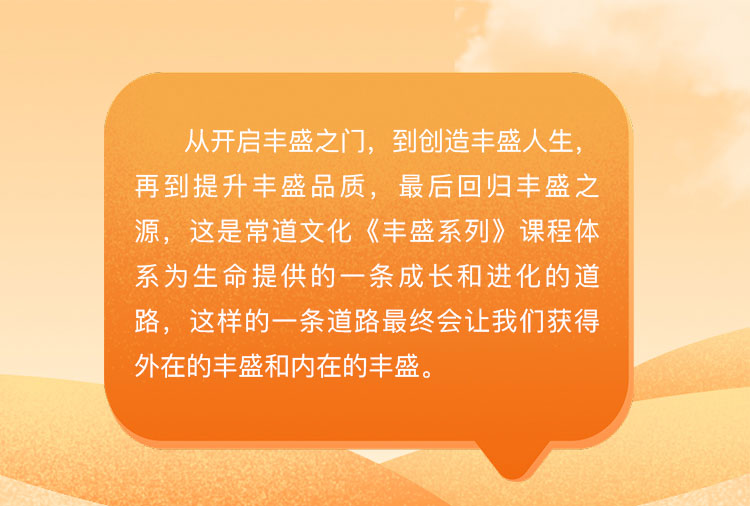 从开启丰盛之门，到创造丰盛人生，
再到提升丰盛品质，最后回归丰盛之
源，这是常道文化《丰盛系列》课程体
系为生命提供的一条成长和进化的道
路，这样的一条道路最终会让我们获得
外在的丰盛和内在的丰盛。